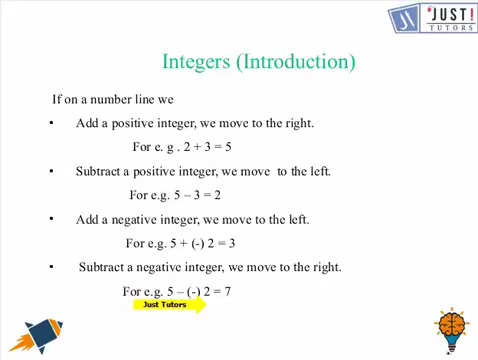 "JUST!
TUTORS
Integers (Introduction)
If on a number line we
• Add a positive integer, we move to the right.
For e. g . 2 + 3 = 5
• Subtract a positive integer, we move to the left.
For e.g. 5 – 3 = 2
• Add a negative integer, we move to the left.
For e.g. 5 + (-) 2 = 3
• Subtract a negative integer, we move to the right.
For e.g. 5 – (-) 2 = 7
Just Tutors